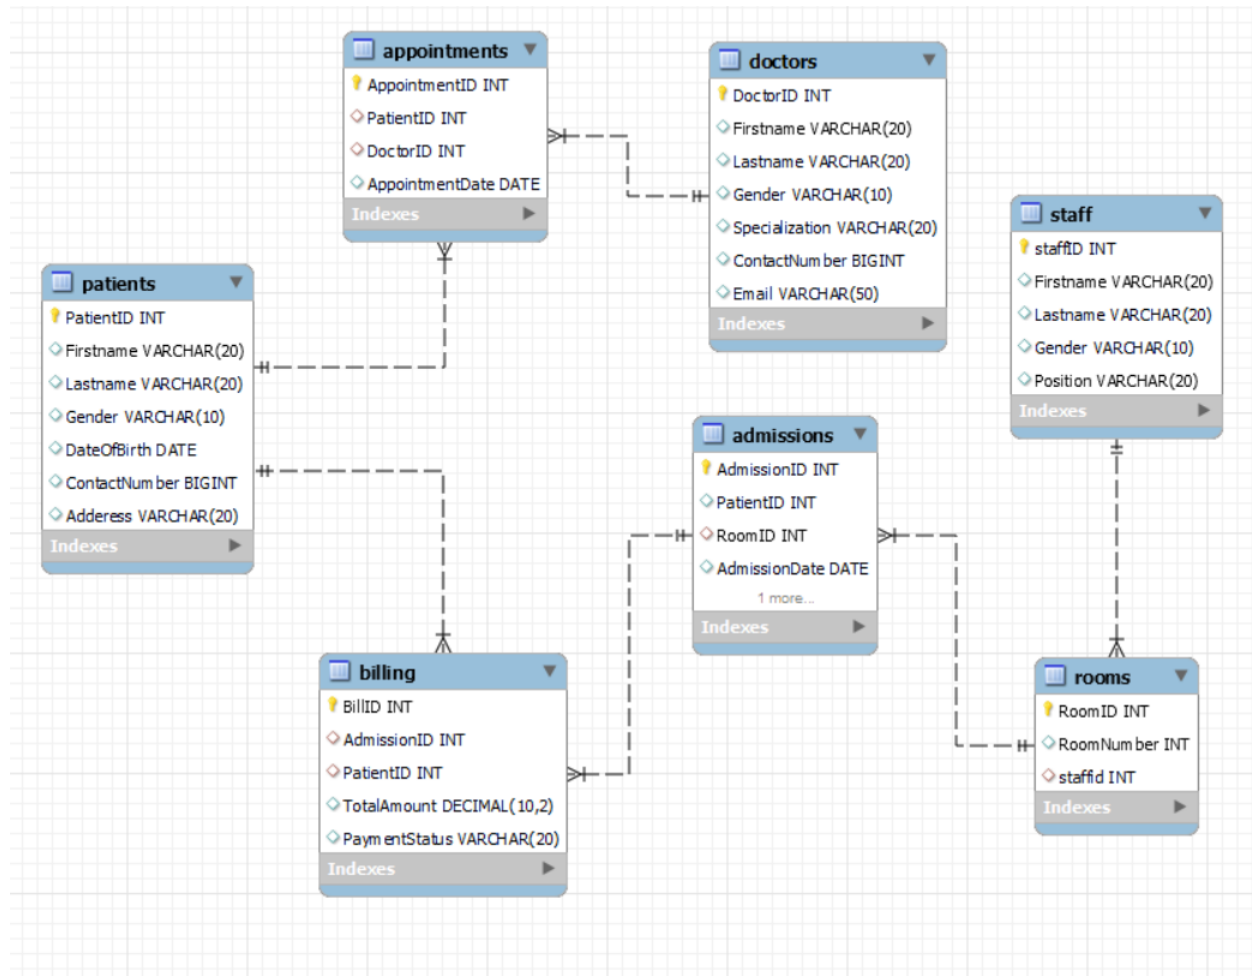 appointments
AppointmentID INT
PatientID INT
DoctorID INT
AppointmentDate DATE
Indexes
doctors
DoctorID INT
Firstname VARCHAR(20)
Lastname VARCHAR(20)
Gender VARCHAR(10)
Specialization VARCHAR(20)
ContactNumber BIGINT
Email VARCHAR(50)
Indexes
staff
staffID INT
Firstname VARCHAR(20)
Lastname VARCHAR(20)
Gender VARCHAR(10)
Position VARCHAR(20)
Indexes
patients
PatientID INT
Firstname VARCHAR(20)
Lastname VARCHAR(20)
Gender VARCHAR(10)
DateOfBirth DATE
ContactNumber BIGINT
Adderess VARCHAR(20)
Indexes
admissions
AdmissionID INT
PatientID INT
RoomID INT
AdmissionDate DATE
1 more...
Indexes
billing
BillID INT
AdmissionID INT
PatientID INT
TotalAmount DECIMAL(10,2)
PaymentStatus VARCHAR(20)
Indexes
rooms
RoomID INT
RoomNumber INT
staffid INT
Indexes